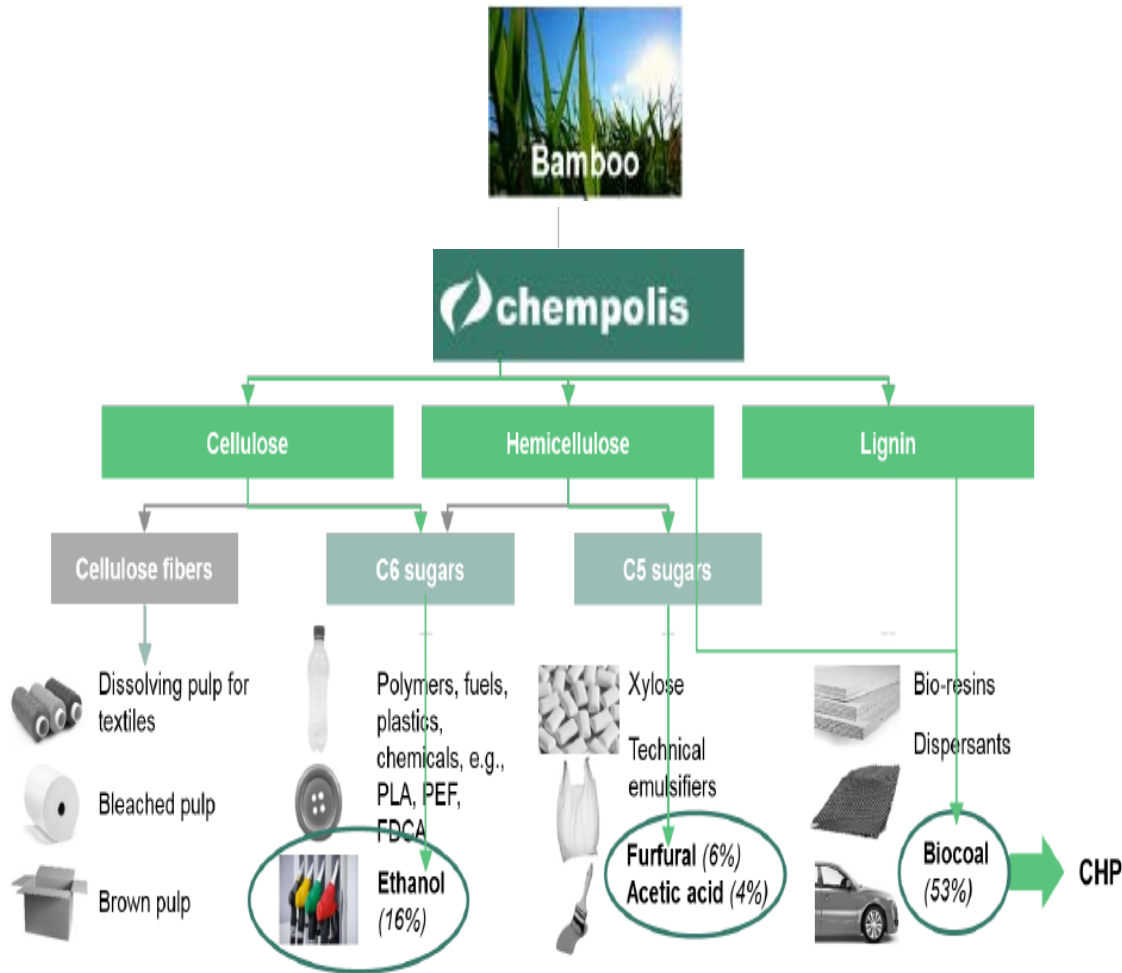 Bamboo
chempolis
Cellulose
Hemicellulose
Lignin
Cellulose fibers
C6 sugars
C5 sugars
Dissolving pulp for
textiles
Bleached pulp
Brown pulp
Polymers, fuels,
plastics,
chemicals, e.g.,
PLA, PEF,
FDCA
Ethanol
(16%)
Xylose
Technical
emulsifiers
Furfural (6%)
Acetic acid (4%)
Bio-resins
Dispersants
Biocoal
(53%)
CHP